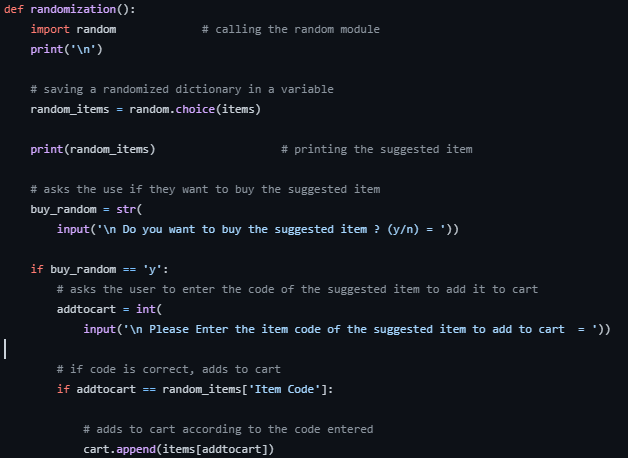 def randomization():
    import random             # calling the random module
    print('\n')
    # saving a randomized dictionary in a variable
    random_items = random.choice(items)
    print(random_items)                   # printing the suggested item
    # asks the use if they want to buy the suggested item
    buy_random = str(
        input('\n Do you want to buy the suggested item ? (y/n) = '))
    if buy_random == 'y':
        # asks the user to enter the code of the suggested item to add it to cart
        addtocart = int(
            input('\n Please Enter the item code of the suggested item to add to cart  = '))
        # if code is correct, adds to cart
        if addtocart == random_items['Item Code']:
            # adds to cart according to the code entered
            cart.append(items[addtocart])